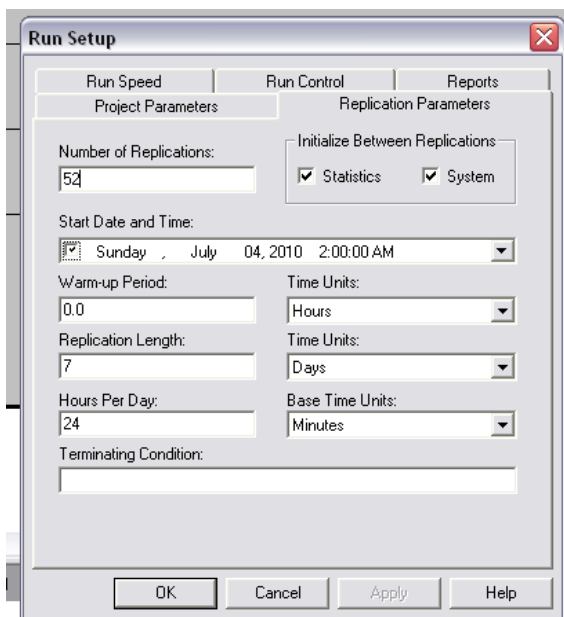 Run Setup
Run Speed Run Control Reports
Project Parameters Replication Parameters
Number of Replications:
52
Initialize Between Replications
Statistics System
Start Date and Time:
Sunday , July 04, 2010 2:00:00 AM
Warm-up Period: Time Units:
0.0 Hours
Replication Length: Time Units:
7 Days
Hours Per Day: Base Time Units:
24 Minutes
Terminating Condition:
OK Cancel Apply Help